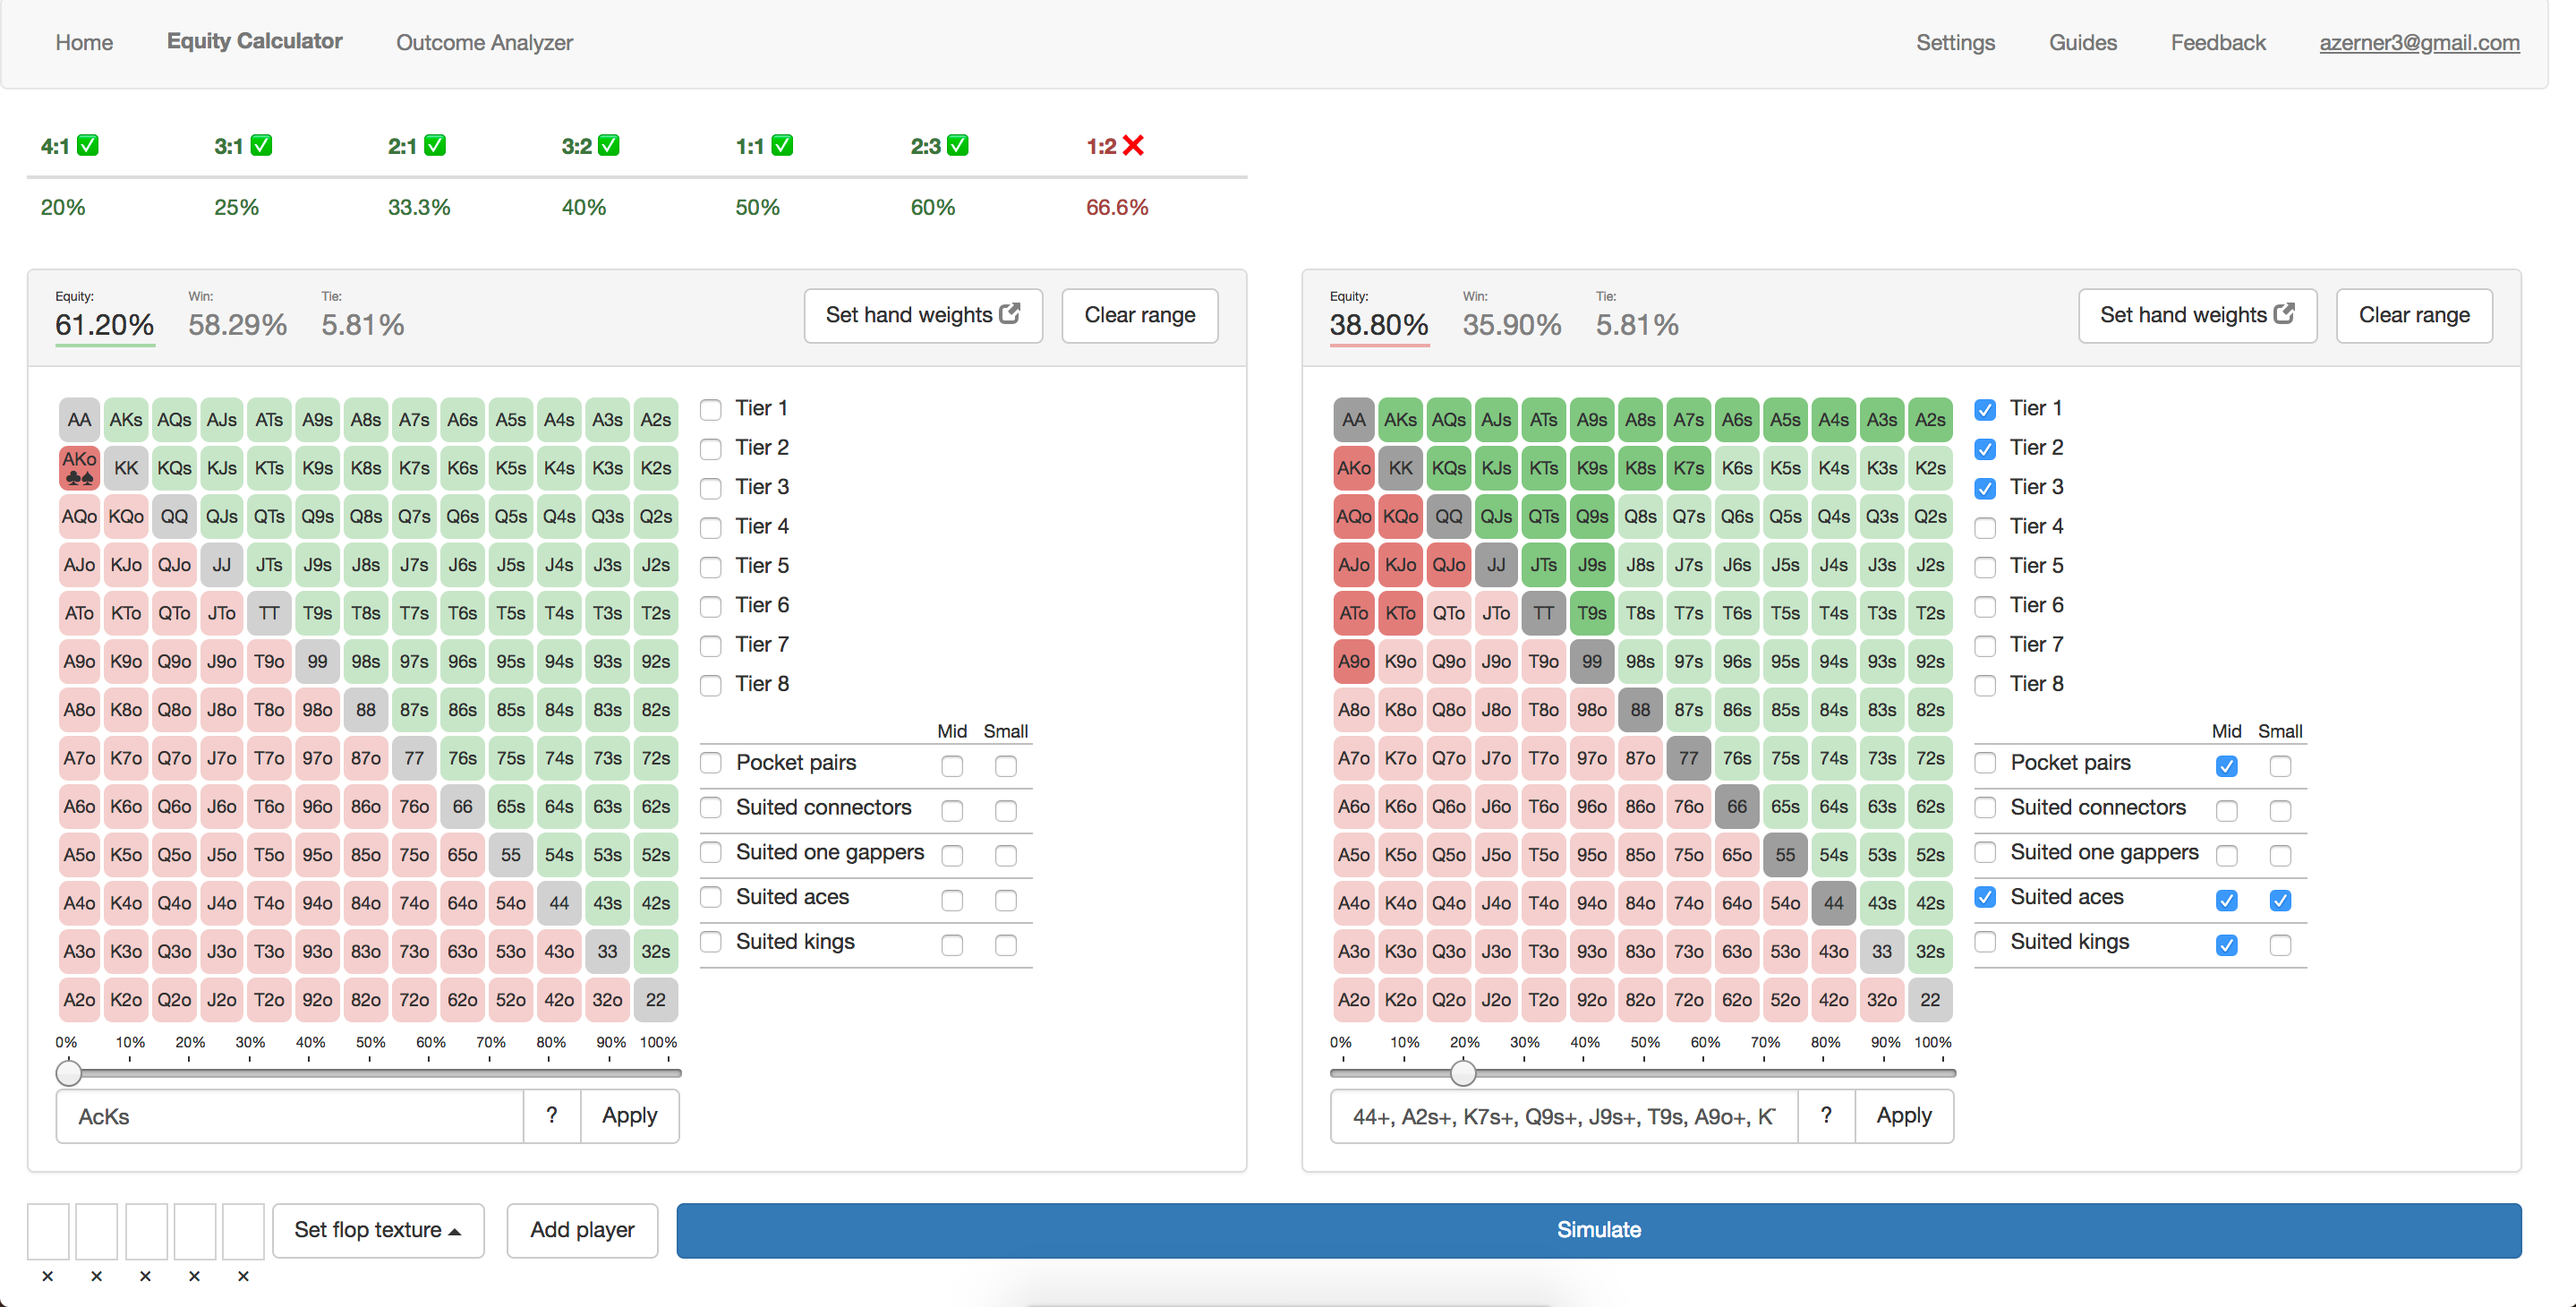 Home Equity Calculator Outcome Analyzer Settings Guides Feedback azerner3@gmail.com
4:1 ✅ 3:1 ✅ 2:1 ✅ 3:2 ✅ 1:1 ✅ 2:3 ✅ 1:2 ❌
20% 25% 33.3% 40% 50% 60% 66.6%
Equity: Win: Tie:
61.20% 58.29% 5.81% Set hand weights Clear range
AA AKs AQs AJs ATs A9s A8s A7s A6s A5s A4s A3s A2s
AKo ♣♠ KK KQs KJs KTs K9s K8s K7s K6s K5s K4s K3s K2s
AQo KQo QQ QJs QTs Q9s Q8s Q7s Q6s Q5s Q4s Q3s Q2s
AJo KJo QJo JJ JTs J9s J8s J7s J6s J5s J4s J3s J2s
ATo KTo QTo JTo TT T9s T8s T7s T6s T5s T4s T3s T2s
A9o K9o Q9o J9o T9o 99 98s 97s 96s 95s 94s 93s 92s
A8o K8o Q8o J8o T8o 98o 88 87s 86s 85s 84s 83s 82s
A7o K7o Q7o J7o T7o 97o 87o 77 76s 75s 74s 73s 72s
A6o K6o Q6o J6o T6o 96o 86o 76o 66 65s 64s 63s 62s
A5o K5o Q5o J5o T5o 95o 85o 75o 65o 55 54s 53s 52s
A4o K4o Q4o J4o T4o 94o 84o 74o 64o 54o 44 43s 42s
A3o K3o Q3o J3o T3o 93o 83o 73o 63o 53o 43o 33 32s
A2o K2o Q2o J2o T2o 92o 82o 72o 62o 52o 42o 32o 22
0% 10% 20% 30% 40% 50% 60% 70% 80% 90% 100%
AcKs ? Apply
Tier 1
Tier 2
Tier 3
Tier 4
Tier 5
Tier 6
Tier 7
Tier 8
Mid Small
Pocket pairs
Suited connectors
Suited one gappers
Suited aces
Suited kings
Equity: Win: Tie:
38.80% 35.90% 5.81% Set hand weights Clear range
AA AKs AQs AJs ATs A9s A8s A7s A6s A5s A4s A3s A2s
AKo KK KQs KJs KTs K9s K8s K7s K6s K5s K4s K3s K2s
AQo KQo QQ QJs QTs Q9s Q8s Q7s Q6s Q5s Q4s Q3s Q2s
AJo KJo QJo JJ JTs J9s J8s J7s J6s J5s J4s J3s J2s
ATo KTo QTo JTo TT T9s T8s T7s T6s T5s T4s T3s T2s
A9o K9o Q9o J9o T9o 99 98s 97s 96s 95s 94s 93s 92s
A8o K8o Q8o J8o T8o 98o 88 87s 86s 85s 84s 83s 82s
A7o K7o Q7o J7o T7o 97o 87o 77 76s 75s 74s 73s 72s
A6o K6o Q6o J6o T6o 96o 86o 76o 66 65s 64s 63s 62s
A5o K5o Q5o J5o T5o 95o 85o 75o 65o 55 54s 53s 52s
A4o K4o Q4o J4o T4o 94o 84o 74o 64o 54o 44 43s 42s
A3o K3o Q3o J3o T3o 93o 83o 73o 63o 53o 43o 33 32s
A2o K2o Q2o J2o T2o 92o 82o 72o 62o 52o 42o 32o 22
0% 10% 20% 30% 40% 50% 60% 70% 80% 90% 100%
44+, A2s+, K7s+, Q9s+, J9s+, T9s, A9o+, K ? Apply
Tier 1
Tier 2
Tier 3
Tier 4
Tier 5
Tier 6
Tier 7
Tier 8
Mid Small
Pocket pairs
Suited connectors
Suited one gappers
Suited aces
Suited kings
Set flop texture Add player Simulate
× × × × ×